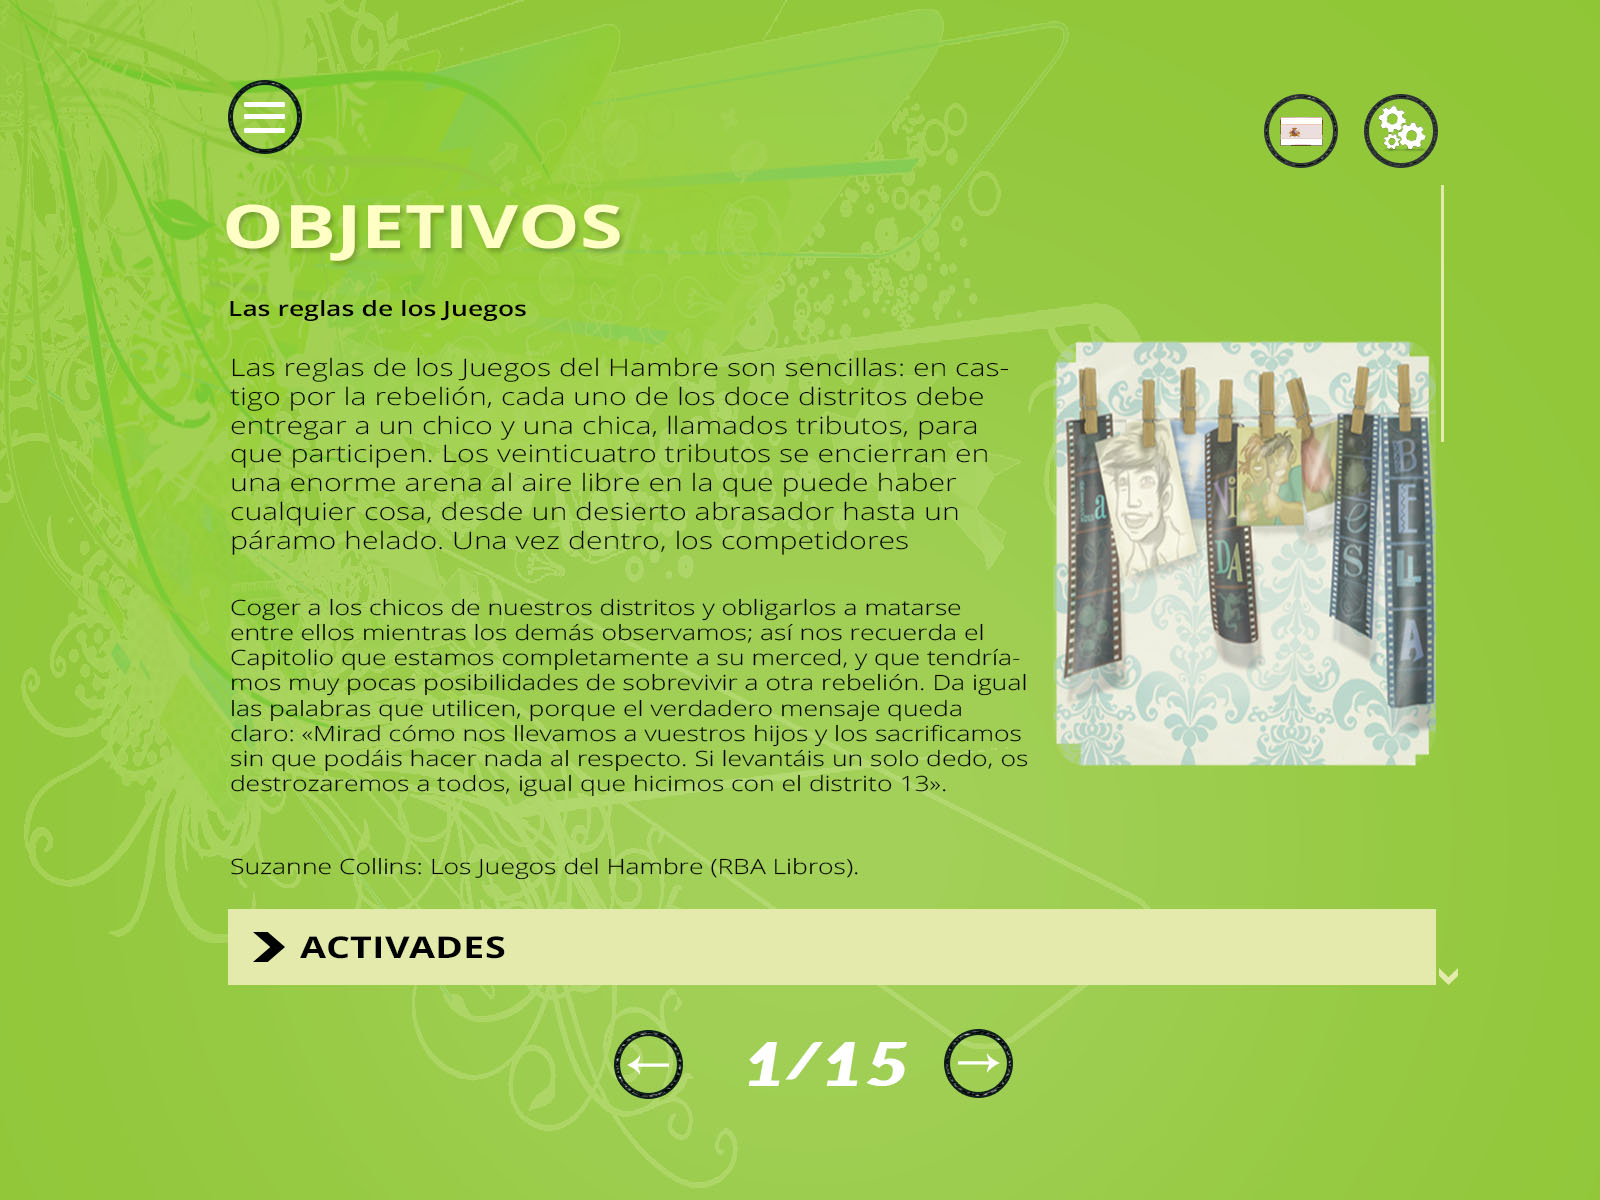 OBJETIVOS
Las reglas de los Juegos
Las reglas de los Juegos del Hambre son sencillas: en cas-
tigo por la rebelión, cada uno de los doce distritos debe
entregar a un chico y una chica, llamados tributos, para
que participen. Los veinticuatro tributos se encierran en
una enorme arena al aire libre en la que puede haber
cualquier cosa, desde un desierto abrasador hasta un
páramo helado. Una vez dentro, los competidores
Coger a los chicos de nuestros distritos y obligarlos a matarse
entre ellos mientras los demás observamos; así nos recuerda el
Capitolio que estamos completamente a su merced, y que tendría-
mos muy pocas posibilidades de sobrevivir a otra rebelión. Da igual
las palabras que utilicen, porque el verdadero mensaje queda
claro: «Mirad cómo nos llevamos a vuestros hijos y los sacrificamos
sin que podáis hacer nada al respecto. Si levantáis un solo dedo, os
destrozaremos a todos, igual que hicimos con el distrito 13».
Suzanne Collins: Los Juegos del Hambre (RBA Libros).
la
Vi
DA
es
BELLA
ACTIVADES
1/15